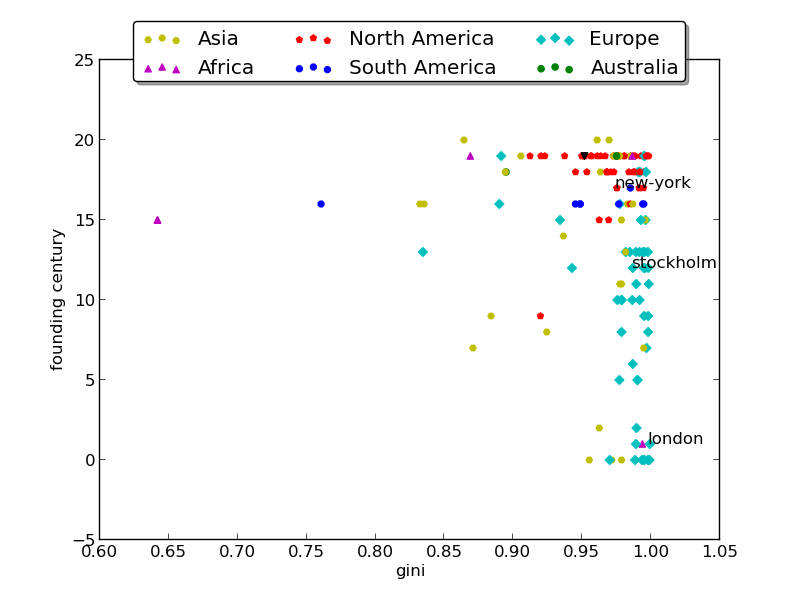 Asia North America Europe
Africa South America Australia
25
20
15
10
5
0
−5
founding century
new-york
stockholm
london
0.60 0.65 0.70 0.75 0.80 0.85 0.90 0.95 1.00 1.05
gini